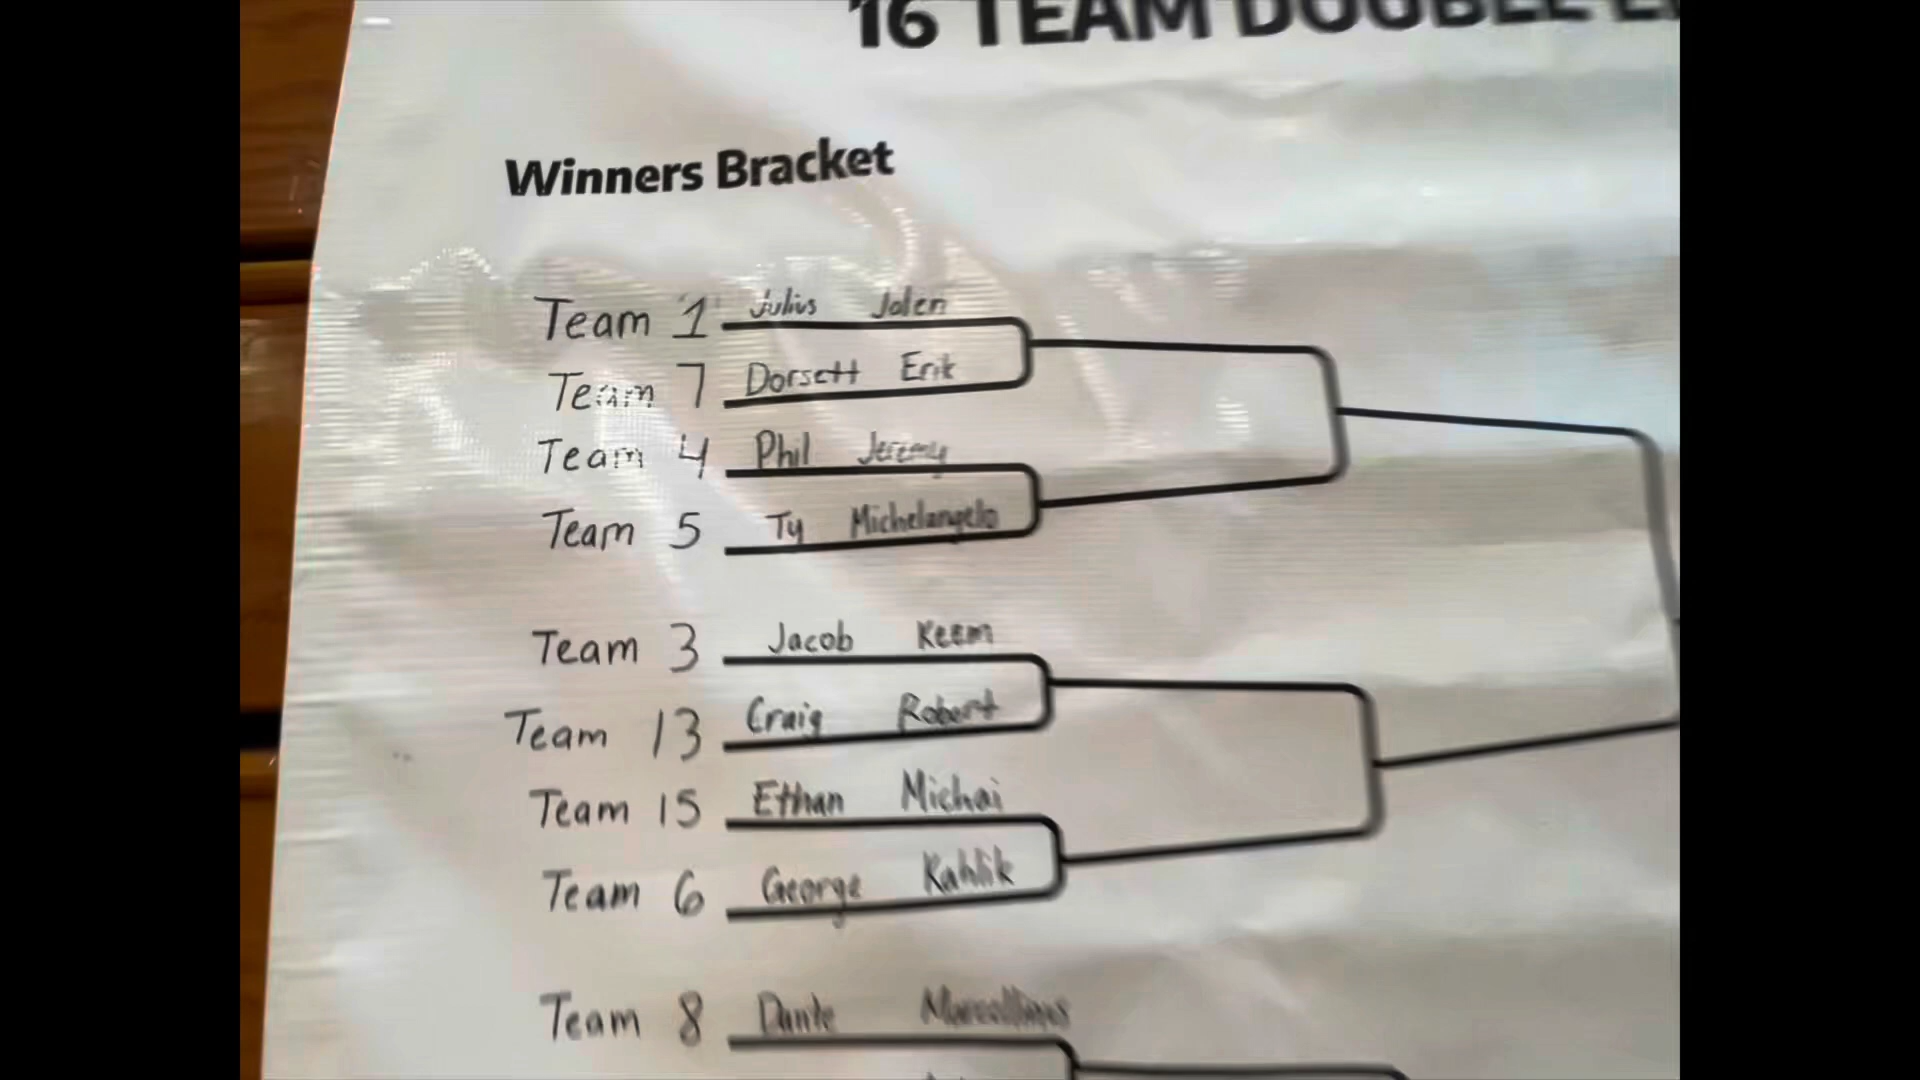 16 TEAM DOUBLE
Winners Bracket
Team 1 Julius Jalen
Team 7 Dorsett Erik
Team 4 Phil Jeremy
Team 5 Ty Michelangelo
Team 3 Jacob Keem
Team 13 Craig Robert
Team 15 Ethan Michai
Team 6 George Kahlik
Team 8 Dante